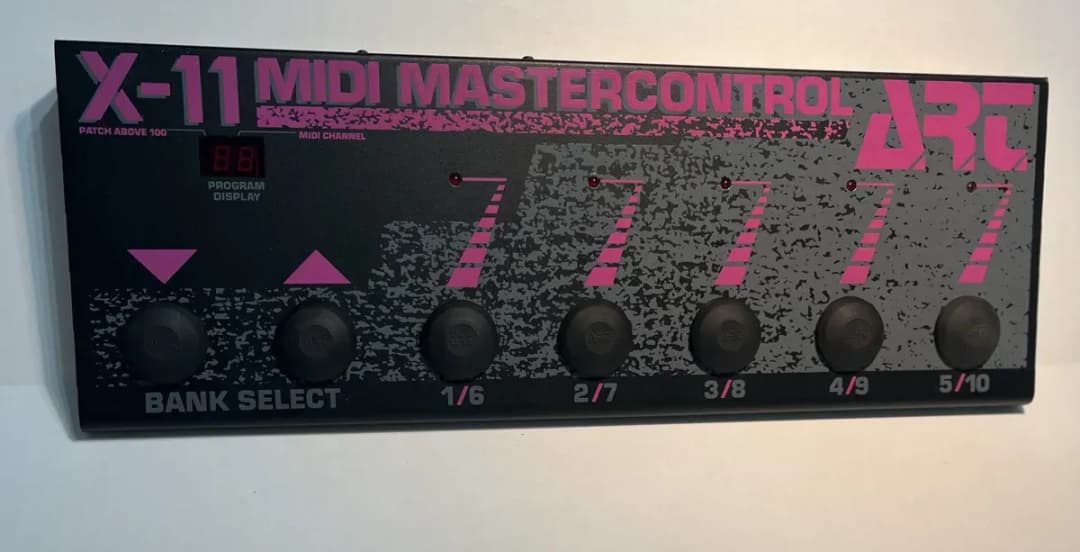 X-11 MIDI MASTERCONTROL ART
PATCH ABOVE 100 MIDI CHANNEL
PROGRAM
DISPLAY
BANK SELECT 1/6 2/7 3/8 4/9 5/10